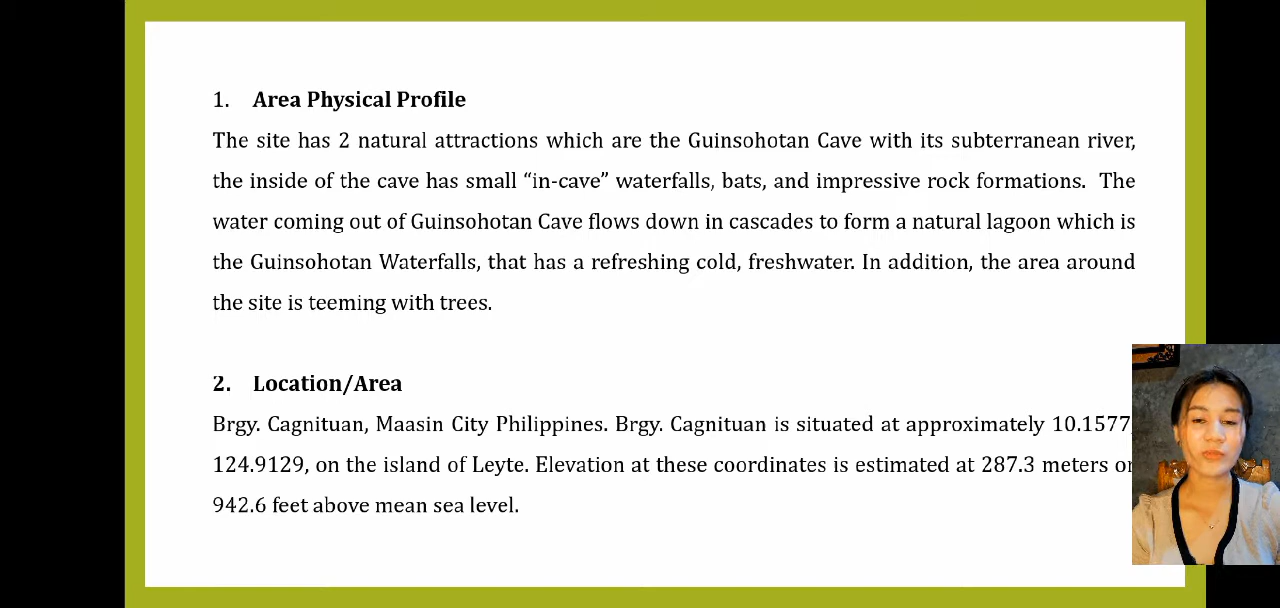 1. Area Physical Profile
The site has 2 natural attractions which are the Guinsohotan Cave with its subterranean river,
the inside of the cave has small “in-cave” waterfalls, bats, and impressive rock formations. The
water coming out of Guinsohotan Cave flows down in cascades to form a natural lagoon which is
the Guinsohotan Waterfalls, that has a refreshing cold, freshwater. In addition, the area around
the site is teeming with trees.
2. Location/Area
Brgy. Cagnituan, Maasin City Philippines. Brgy. Cagnituan is situated at approximately 10.1577,
124.9129, on the island of Leyte. Elevation at these coordinates is estimated at 287.3 meters or
942.6 feet above mean sea level.